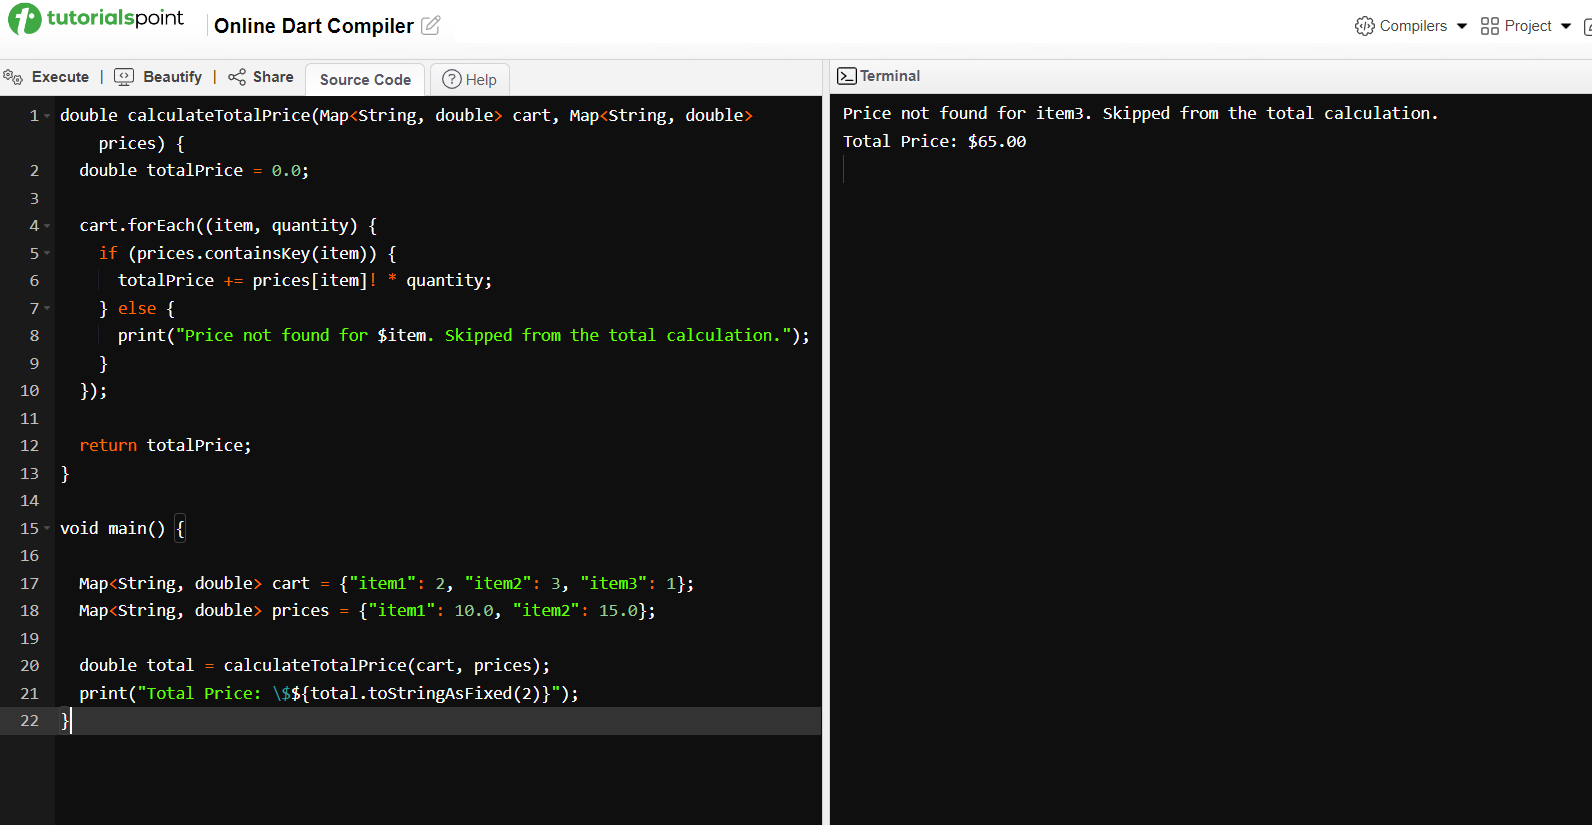 tutorialspoint
Online Dart Compiler
Compilers
Project
Execute | Beautify | Share Source Code Help
Terminal
1 double calculateTotalPrice(Map<String, double> cart, Map<String, double>
prices) {
2 double totalPrice = 0.0;
3
4 cart.forEach((item, quantity) {
5 if (prices.containsKey(item)) {
6 totalPrice += prices[item]! * quantity;
7 } else {
8 print("Price not found for $item. Skipped from the total calculation.");
9 }
10 });
11
12 return totalPrice;
13 }
14
15 void main() {
16
17 Map<String, double> cart = {"item1": 2, "item2": 3, "item3": 1};
18 Map<String, double> prices = {"item1": 10.0, "item2": 15.0};
19
20 double total = calculateTotalPrice(cart, prices);
21 print("Total Price: \$${total.toStringAsFixed(2)}");
22 }
Price not found for item3. Skipped from the total calculation.
Total Price: $65.00